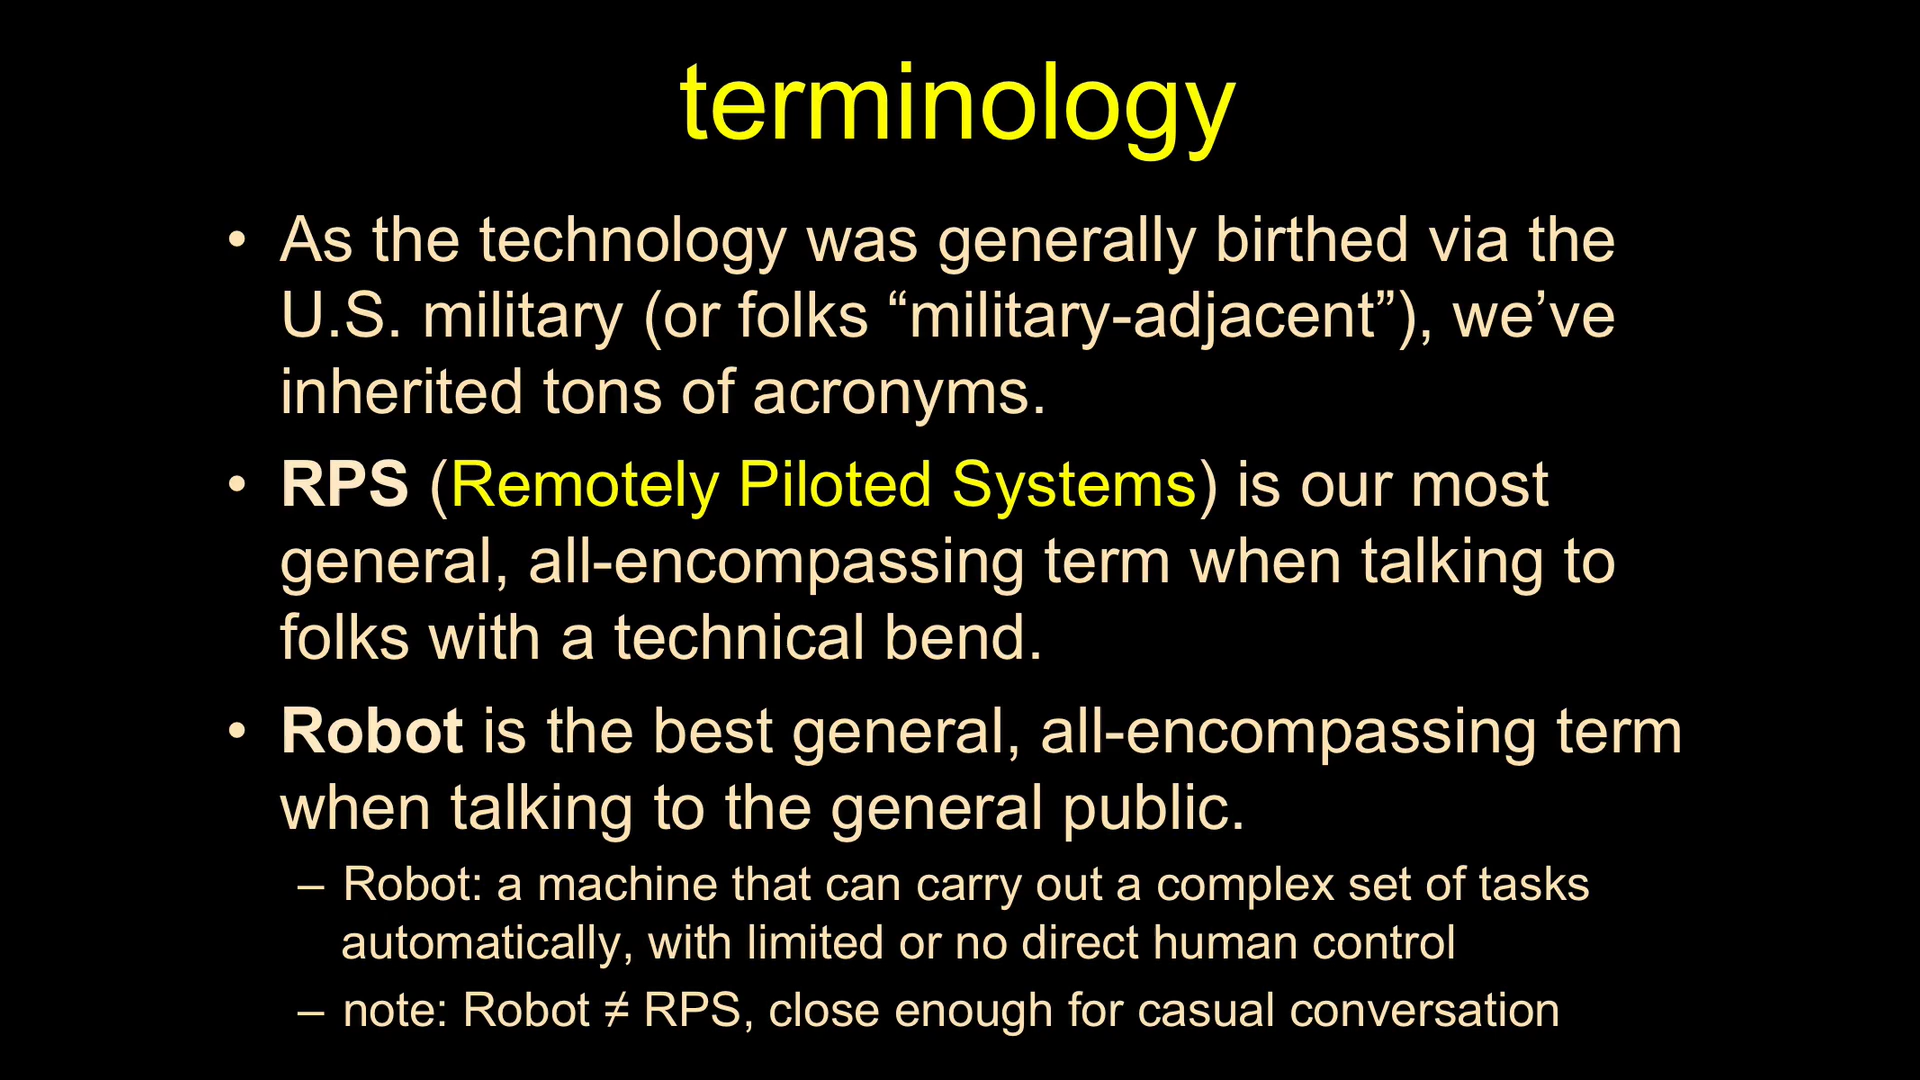 terminology
• As the technology was generally birthed via the
U.S. military (or folks “military-adjacent”), we’ve
inherited tons of acronyms.
• RPS (Remotely Piloted Systems) is our most
general, all-encompassing term when talking to
folks with a technical bend.
• Robot is the best general, all-encompassing term
when talking to the general public.
– Robot: a machine that can carry out a complex set of tasks
automatically, with limited or no direct human control
– note: Robot ≠ RPS, close enough for casual conversation